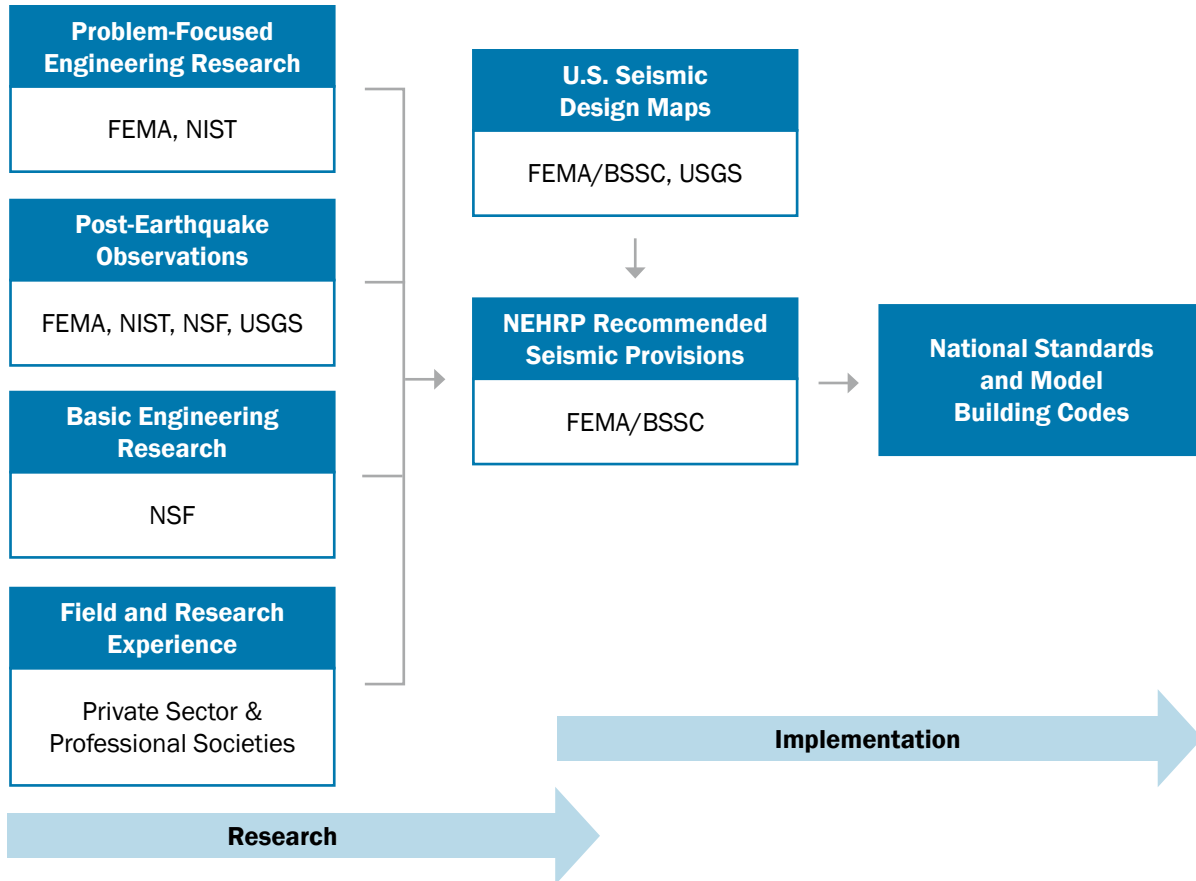 Problem-Focused
Engineering Research
FEMA, NIST
Post-Earthquake
Observations
FEMA, NIST, NSF, USGS
Basic Engineering
Research
NSF
Field and Research
Experience
Private Sector &
Professional Societies
U.S. Seismic
Design Maps
FEMA/BSSC, USGS
NEHRP Recommended
Seismic Provisions
FEMA/BSSC
National Standards
and Model
Building Codes
Implementation
Research